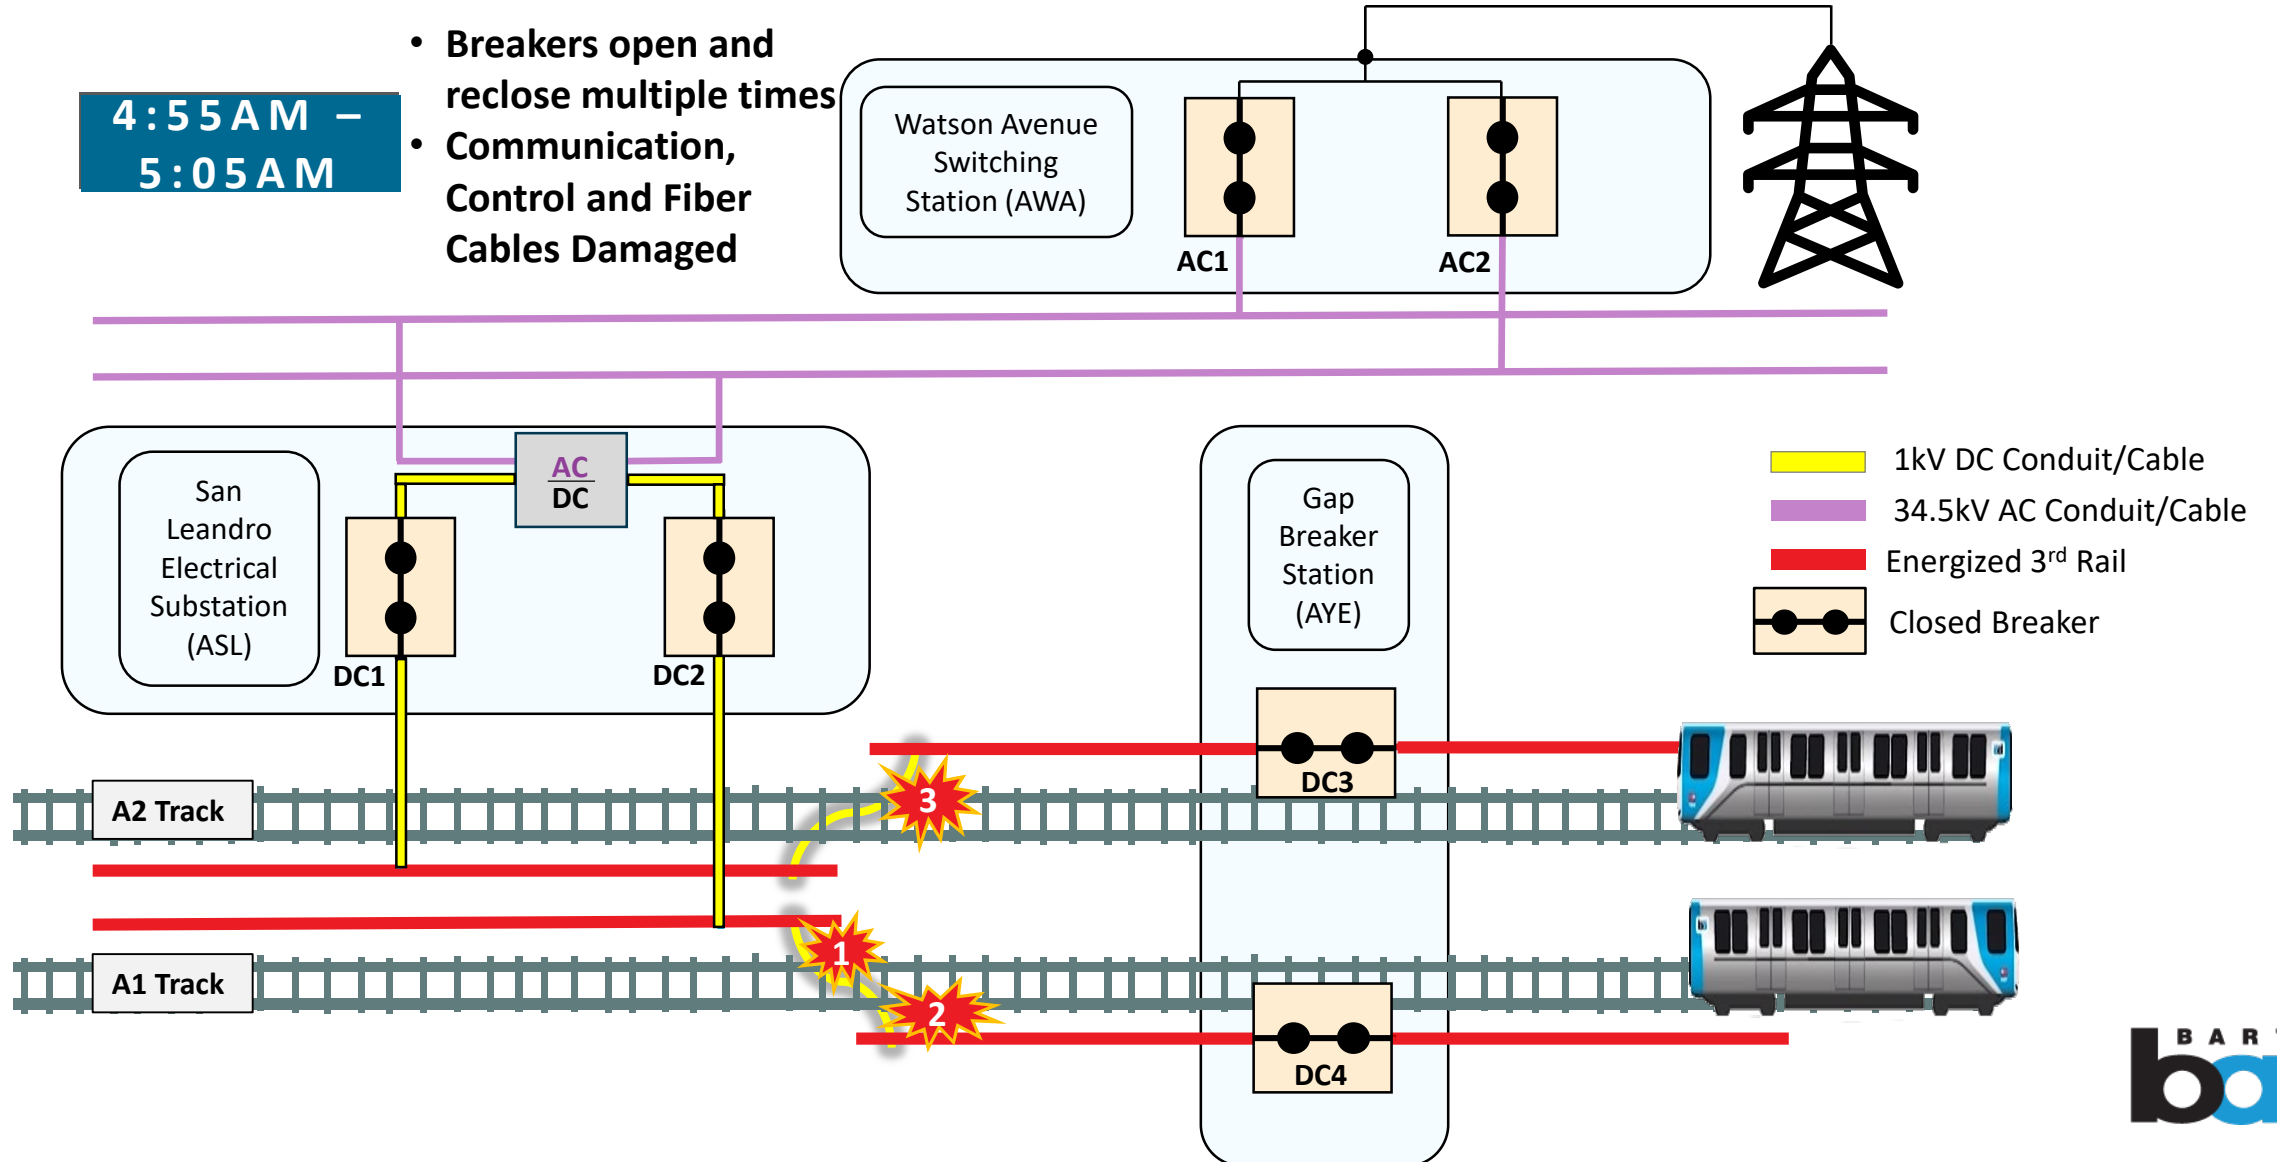 4:55AM –
5:05AM
• Breakers open and
reclose multiple times
• Communication,
Control and Fiber
Cables Damaged
Watson Avenue
Switching
Station (AWA)
AC1
AC2
San
Leandro
Electrical
Substation
(ASL)
AC
DC
DC1
DC2
Gap
Breaker
Station
(AYE)
1kV DC Conduit/Cable
34.5kV AC Conduit/Cable
Energized 3rd Rail
Closed Breaker
DC3
3
A2 Track
1
A1 Track
2
DC4
BAR
ba